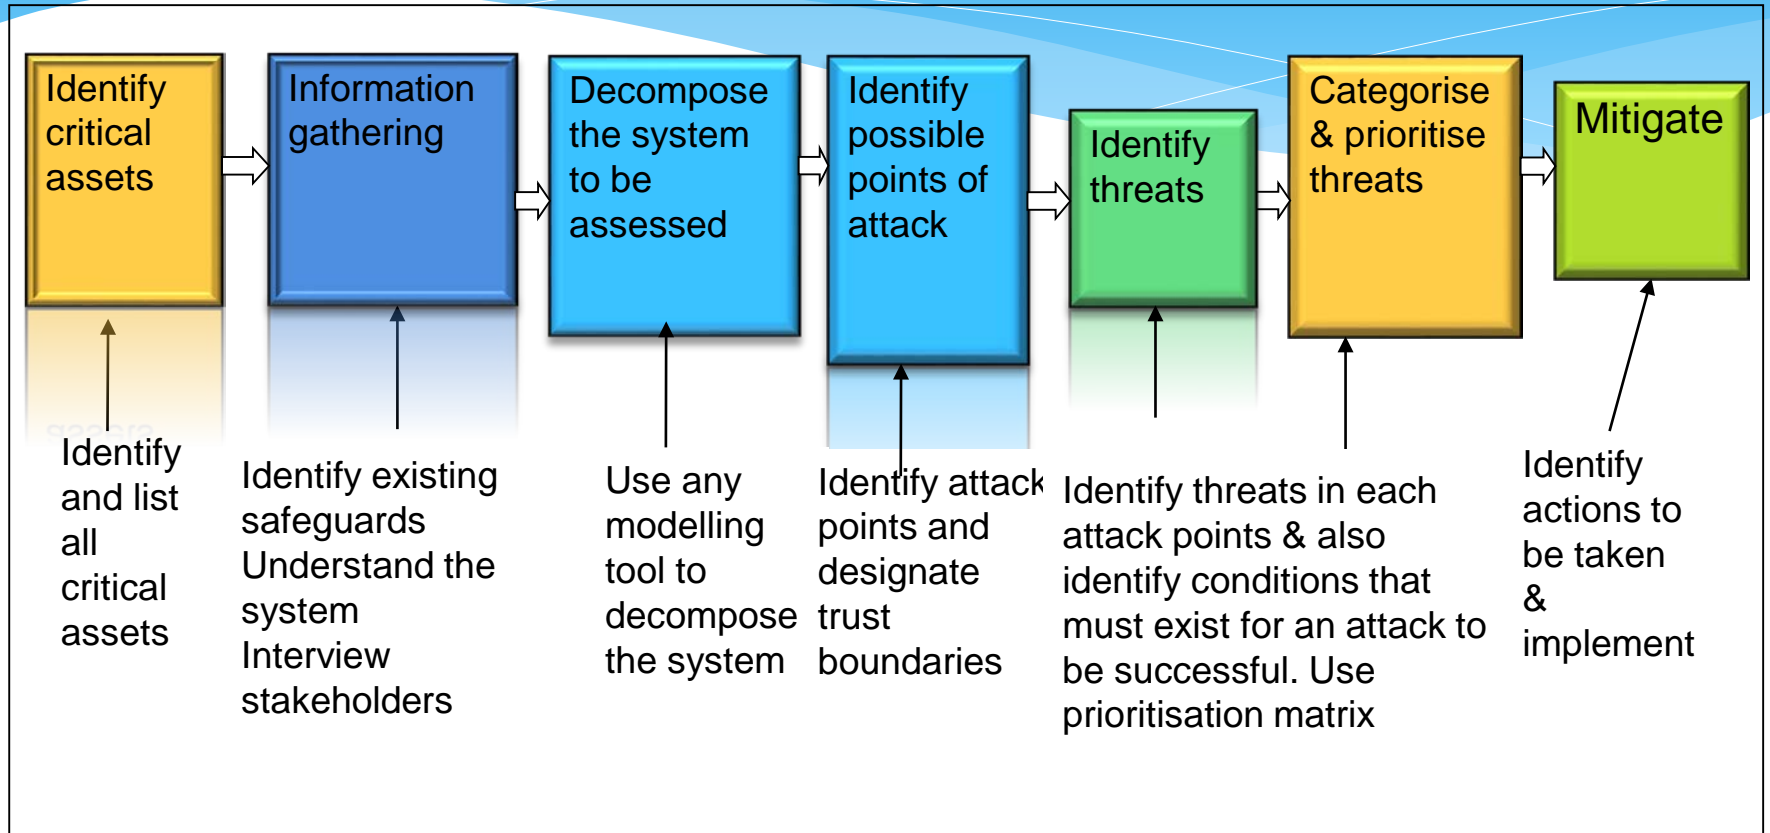 Identify
critical
assets
Information
gathering
Decompose
the system
to be
assessed
Identify
possible
points of
attack
Identify
threats
Categorise
& prioritise
threats
Mitigate
assets
Identify
and list
all
critical
assets
Identify existing
safeguards
Understand the
system
Interview
stakeholders
Use any
modelling
tool to
decompose
the system
Identify attack
points and
designate
trust
boundaries
Identify threats in each
attack points & also
identify conditions that
must exist for an attack to
be successful. Use
prioritisation matrix
Identify
actions to
be taken
&
implement